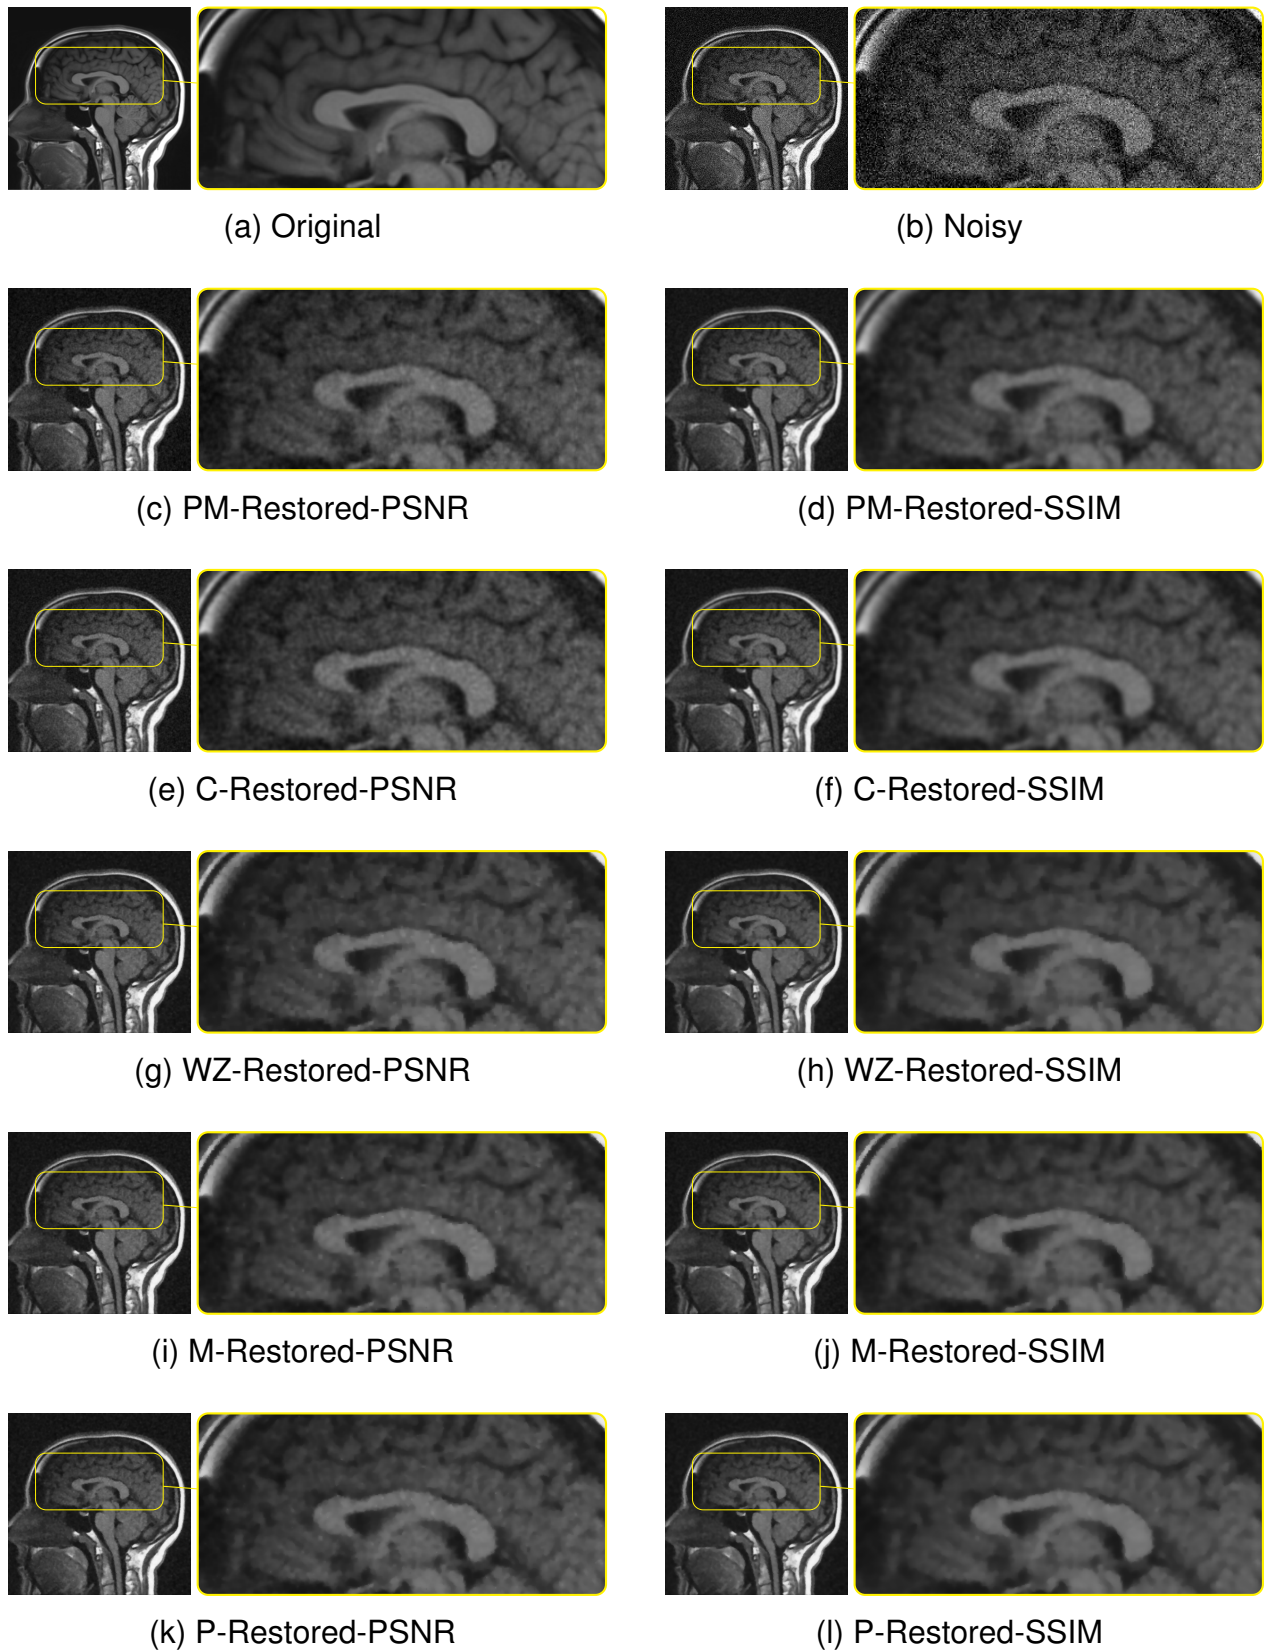 (a) Original
(b) Noisy
(c) PM-Restored-PSNR
(d) PM-Restored-SSIM
(e) C-Restored-PSNR
(f) C-Restored-SSIM
(g) WZ-Restored-PSNR
(h) WZ-Restored-SSIM
(i) M-Restored-PSNR
(j) M-Restored-SSIM
(k) P-Restored-PSNR
(l) P-Restored-SSIM